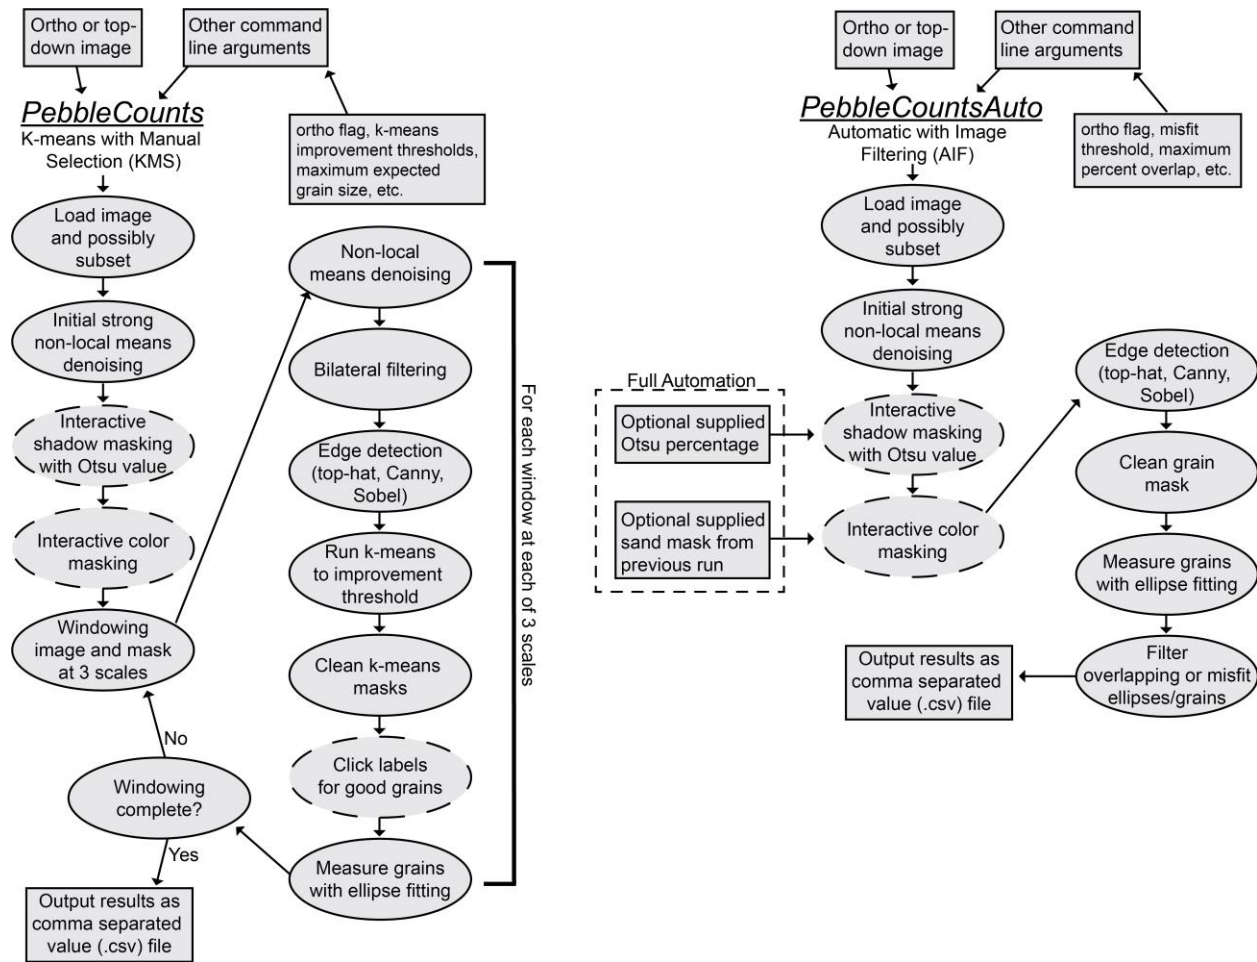 Ortho or top-
down image
Other command
line arguments
PebbleCounts
K-means with Manual
Selection (KMS)
ortho flag, k-means
improvement thresholds,
maximum expected
grain size, etc.
Load image
and possibly
subset
Initial strong
non-local means
denoising
Interactive
shadow masking
with Otsu value
Interactive color
masking
Windowing
image and mask
at 3 scales
No
Windowing
complete?
Yes
Output results as
comma separated
value (.csv) file
Non-local
means denoising
Bilateral filtering
Edge detection
(top-hat, Canny,
Sobel)
Run k-means
to improvement
threshold
Clean k-means
masks
Click labels
for good grains
Measure grains
with ellipse fitting
For each window at each of 3 scales
Ortho or top-
down image
Other command
line arguments
PebbleCountsAuto
Automatic with Image
Filtering (AIF)
ortho flag, misfit
threshold, maximum
percent overlap, etc.
Load image
and possibly
subset
Initial strong
non-local means
denoising
Full Automation
Optional supplied
Otsu percentage
Interactive
shadow masking
with Otsu value
Optional supplied
sand mask from
previous run
Interactive color
masking
Edge detection
(top-hat, Canny,
Sobel)
Clean grain
mask
Measure grains
with ellipse fitting
Filter
overlapping or misfit
ellipses/grains
Output results as
comma separated
value (.csv) file